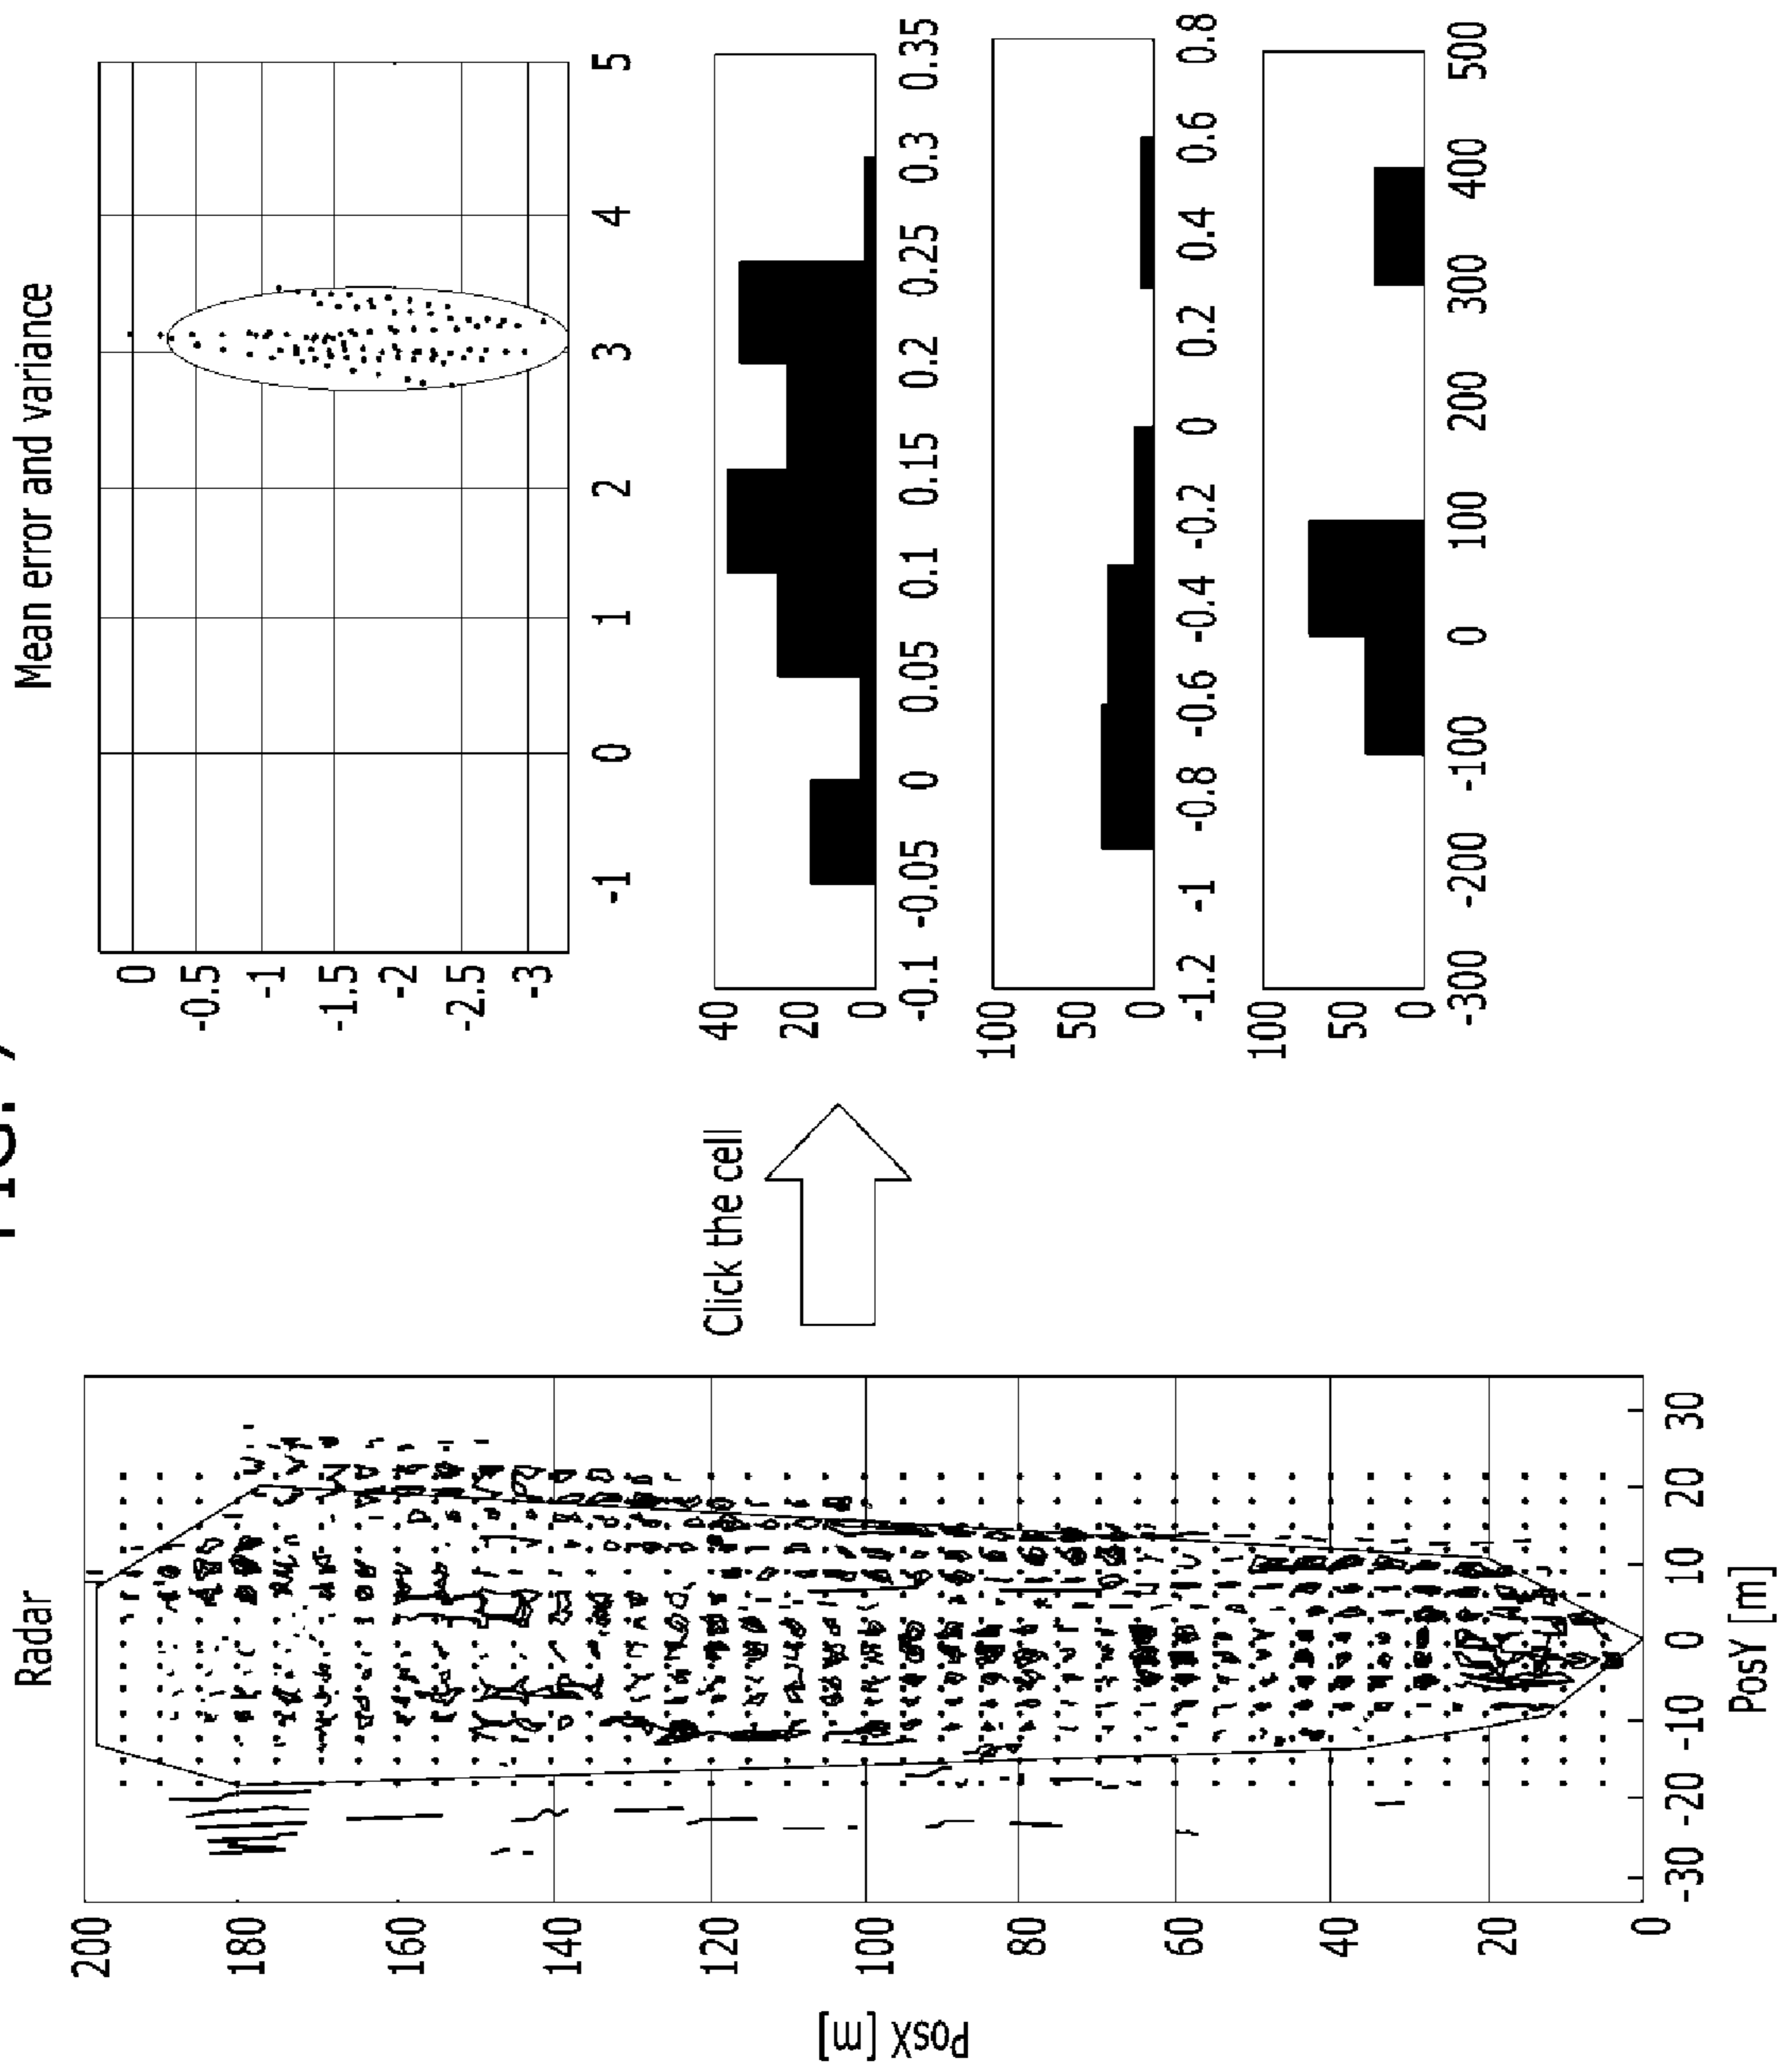 Radar
200
180
160
140
120
100
80
60
40
20
0
PosX [m]
-30 -20 -10 0 10 20 30
PosY [m]
Click the cell
Mean error and variance
0
-0.5
-1
-1.5
-2
-2.5
-3
-1 0 1 2 3 4 5
40
20
0
-0.1 -0.05 0 0.05 0.1 0.15 0.2 0.25 0.3 0.35
100
50
0
-1.2 -1 -0.8 -0.6 -0.4 -0.2 0 0.2 0.4 0.6 0.8
100
50
0
-300 -200 -100 0 100 200 300 400 500